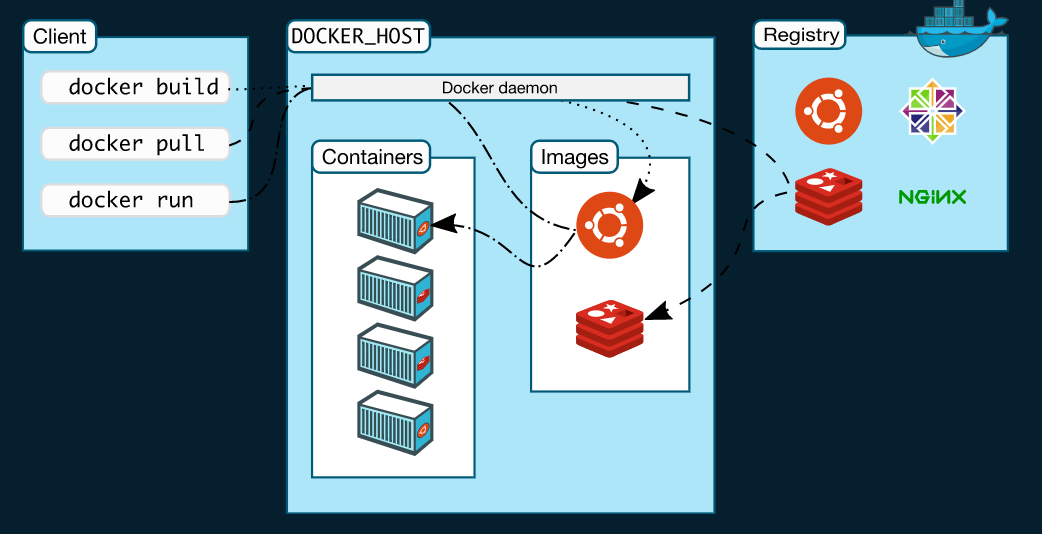 Client
docker build
docker pull
docker run
DOCKER_HOST
Docker daemon
Containers
Images
Registry
NGiNX